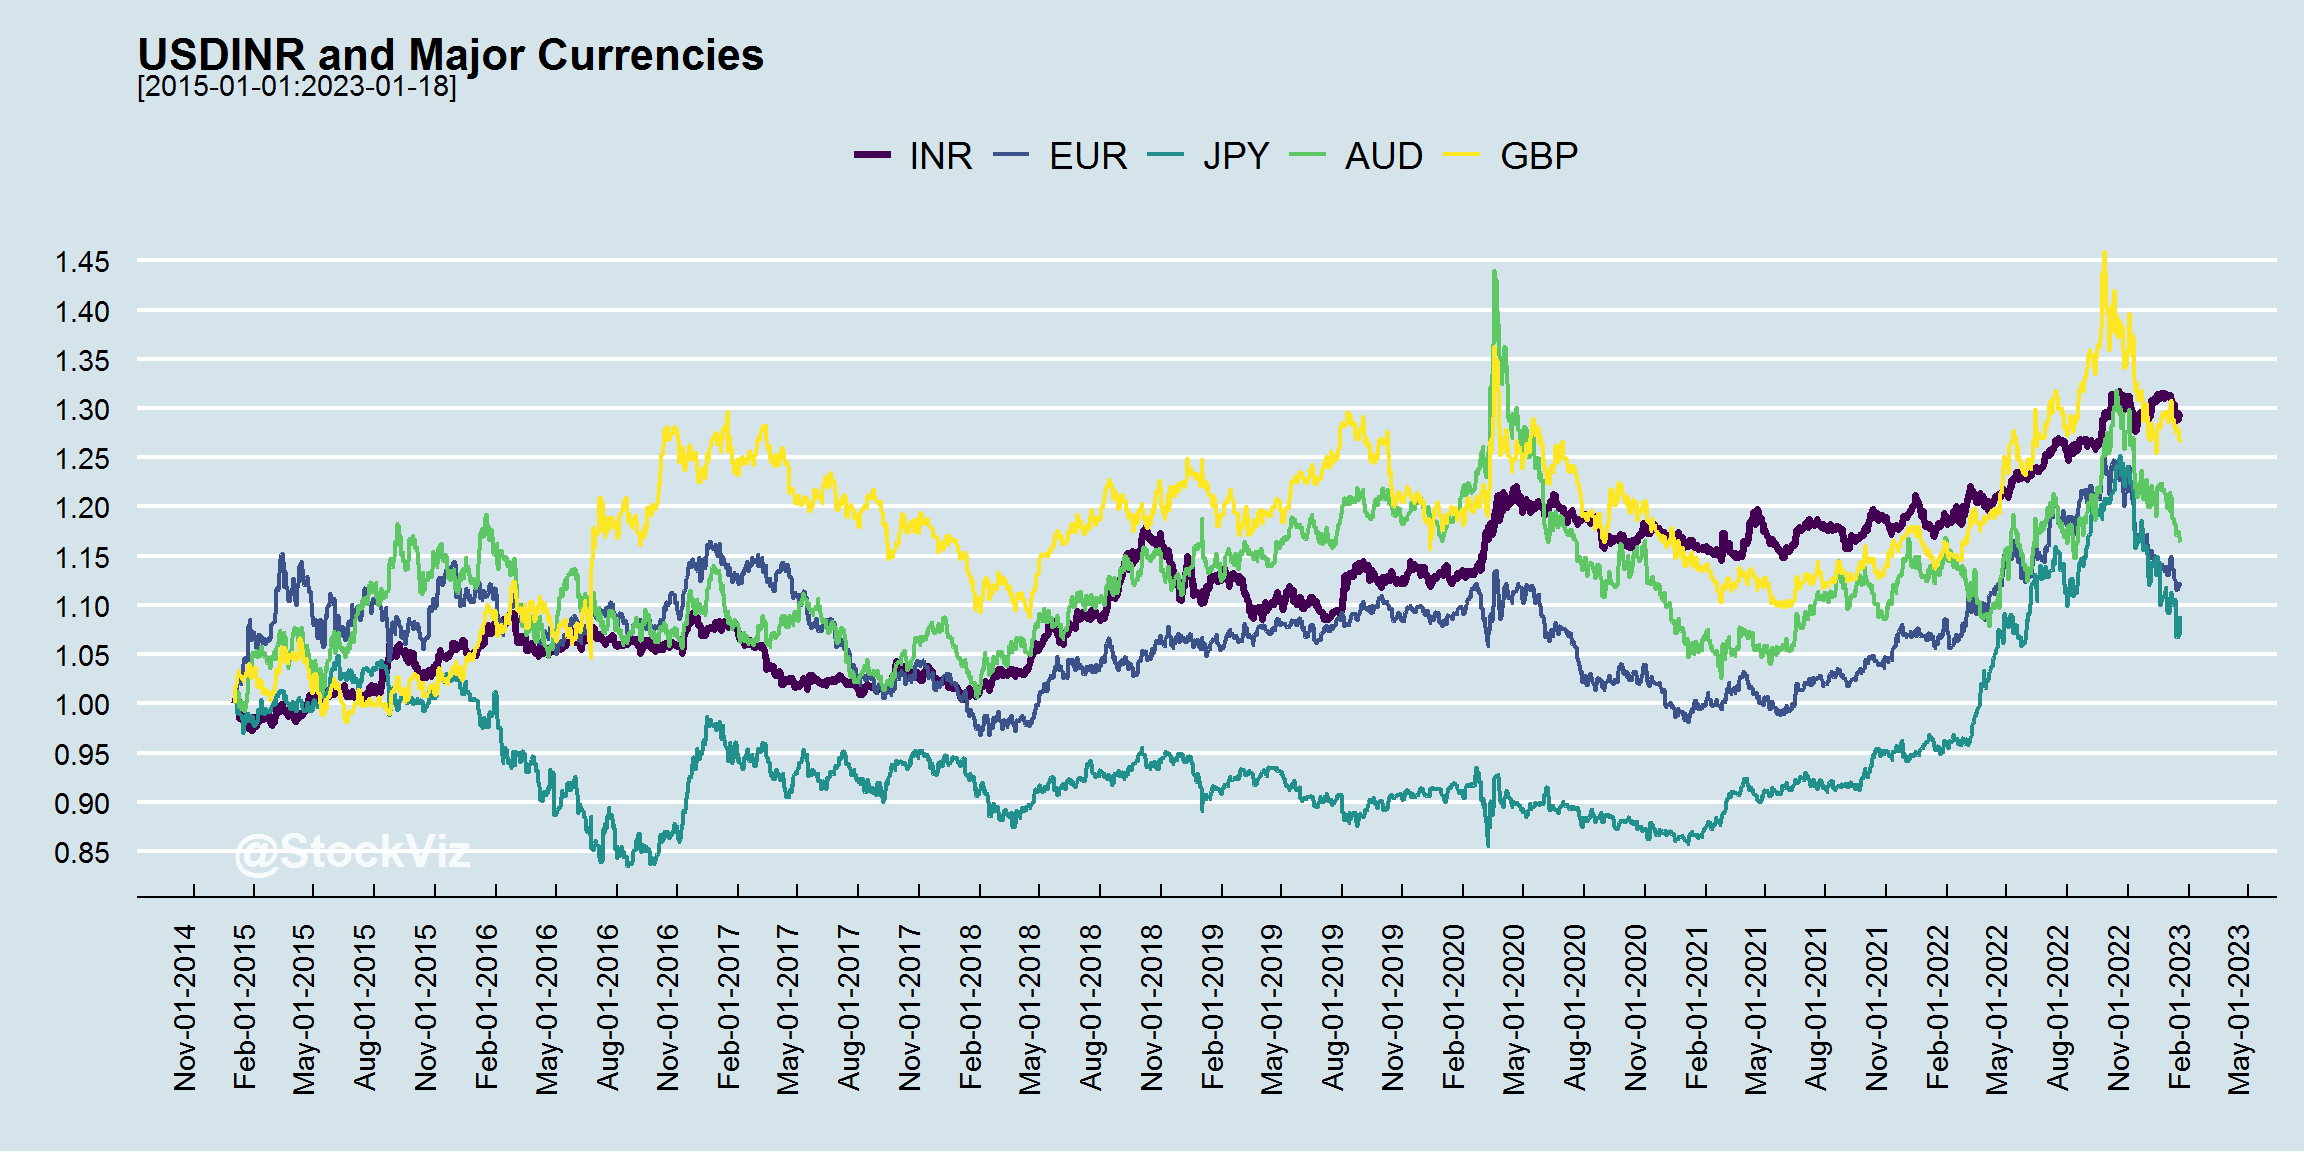 USDINR and Major Currencies
[2015-01-01:2023-01-18]
INR EUR JPY AUD GBP
1.45
1.40
1.35
1.30
1.25
1.20
1.15
1.10
1.05
1.00
0.95
0.90
0.85
@StockViz
Nov-01-2014
Feb-01-2015
May-01-2015
Aug-01-2015
Nov-01-2015
Feb-01-2016
May-01-2016
Aug-01-2016
Nov-01-2016
Feb-01-2017
May-01-2017
Aug-01-2017
Nov-01-2017
Feb-01-2018
May-01-2018
Aug-01-2018
Nov-01-2018
Feb-01-2019
May-01-2019
Aug-01-2019
Nov-01-2019
Feb-01-2020
May-01-2020
Aug-01-2020
Nov-01-2020
Feb-01-2021
May-01-2021
Aug-01-2021
Nov-01-2021
Feb-01-2022
May-01-2022
Aug-01-2022
Nov-01-2022
Feb-01-2023
May-01-2023